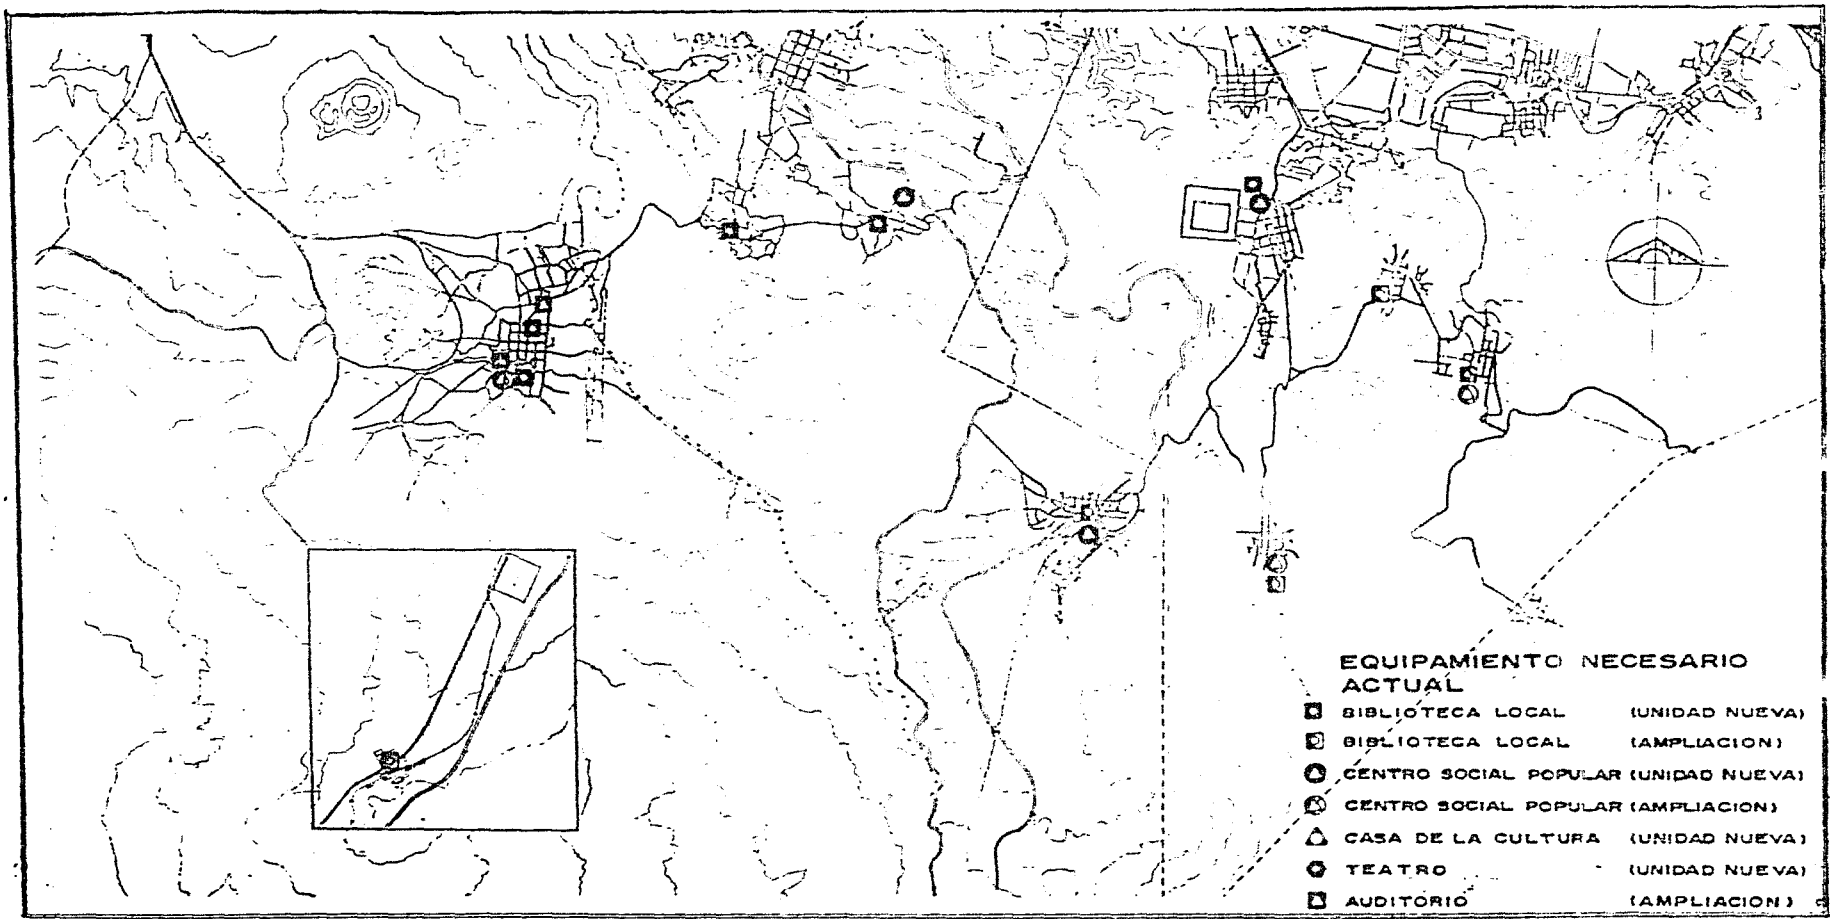 EQUIPAMIENTO NECESARIO
ACTUAL
BIBLIOTECA LOCAL (UNIDAD NUEVA)
BIBLIOTECA LOCAL (AMPLIACION)
CENTRO SOCIAL POPULAR (UNIDAD NUEVA)
CENTRO SOCIAL POPULAR (AMPLIACION)
CASA DE LA CULTURA (UNIDAD NUEVA)
TEATRO (UNIDAD NUEVA)
AUDITORIO (AMPLIACION)